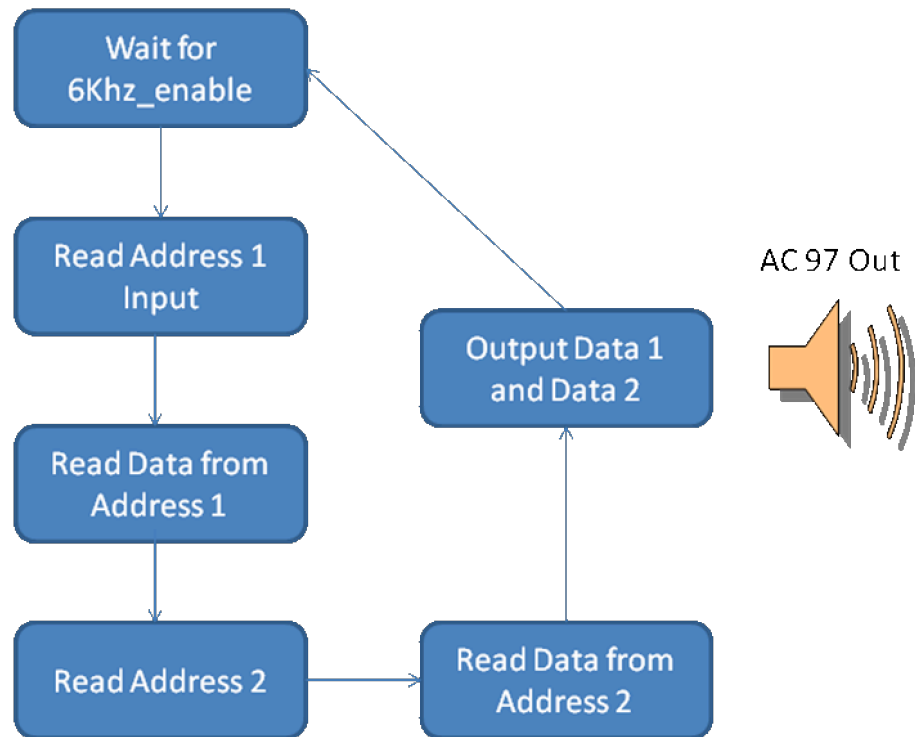 Wait for
6Khz_enable
Read Address 1
Input
Read Data from
Address 1
Read Address 2
Read Data from
Address 2
Output Data 1
and Data 2
AC 97 Out